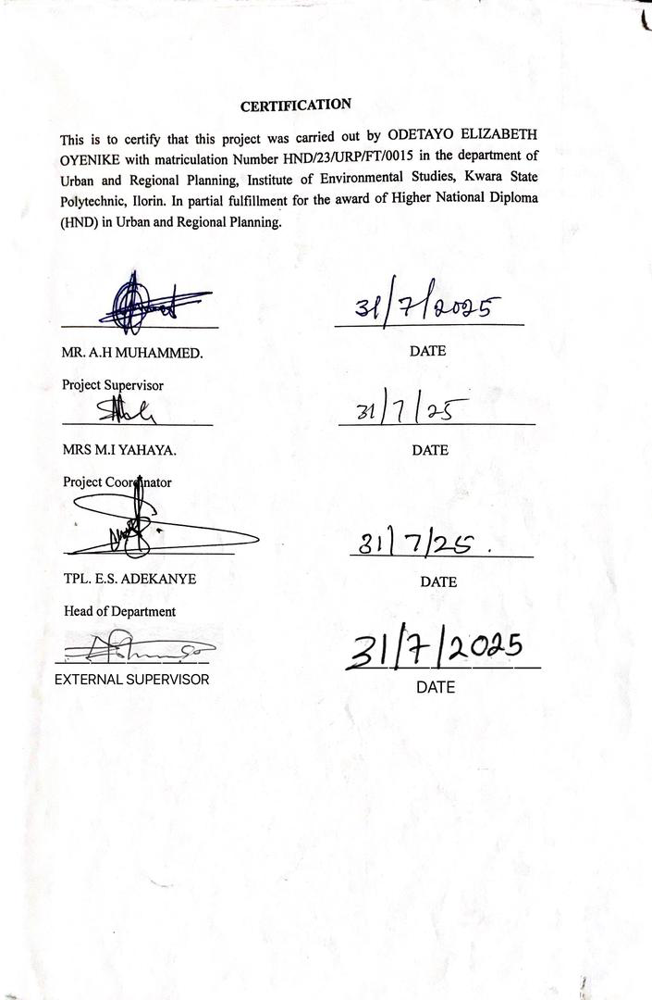 CERTIFICATION
This is to certify that this project was carried out by ODETAYO ELIZABETH
OYENIKE with matriculation Number HND/23/URP/FT/0015 in the department of
Urban and Regional Planning, Institute of Environmental Studies, Kwara State
Polytechnic, Ilorin. In partial fulfillment for the award of Higher National Diploma
(HND) in Urban and Regional Planning.
31/7/2025
MR. A.H MUHAMMED. DATE
Project Supervisor
31/7/25
MRS M.I YAHAYA. DATE
Project Coordinator
31/7/25.
TPL. E.S. ADEKANYE DATE
Head of Department
31/7/2025
EXTERNAL SUPERVISOR DATE